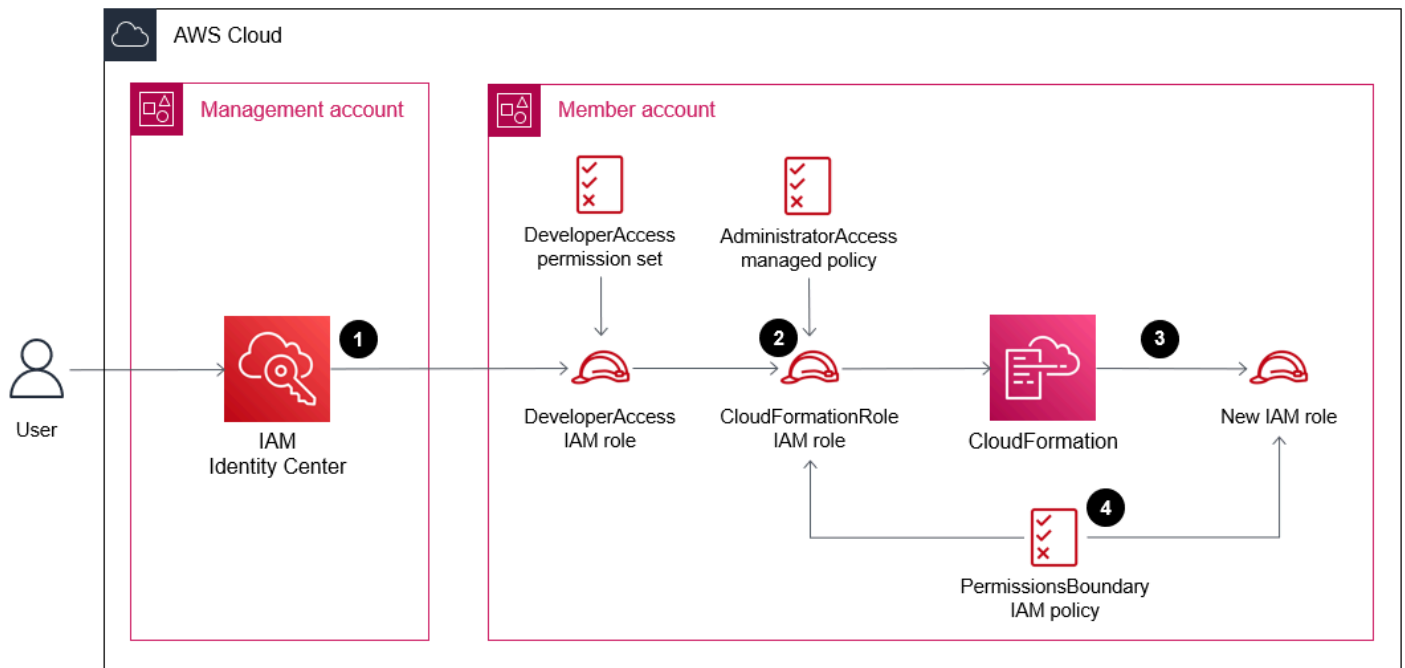 AWS Cloud
Management account
Member account
DeveloperAccess
permission set
AdministratorAccess
managed policy
1
2
3
User
IAM
Identity Center
DeveloperAccess
IAM role
CloudFormationRole
IAM role
CloudFormation
New IAM role
4
PermissionsBoundary
IAM policy